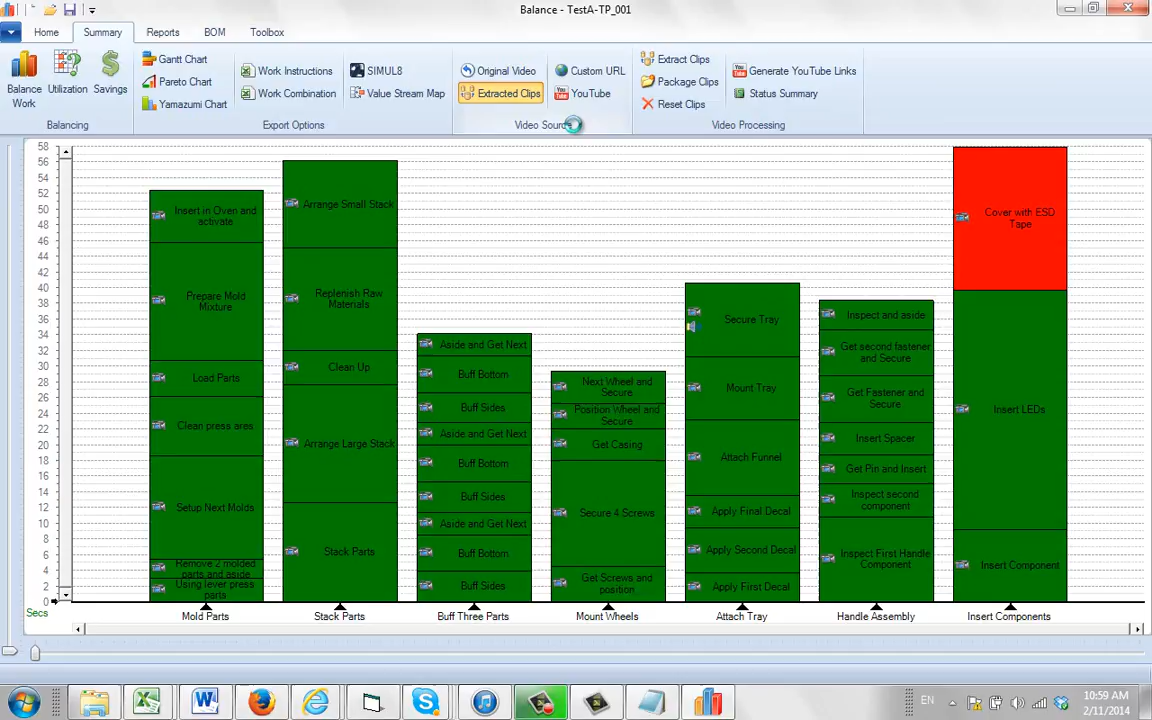 Balance - TestA-TP_001
Home Summary Reports BOM Toolbox
Balance Work
Utilization
Savings
Gantt Chart
Pareto Chart
Yamazumi Chart
Work Instructions
Work Combination
SIMUL8
Value Stream Map
Original Video
Extracted Clips
Custom URL
YouTube
Extract Clips
Package Clips
Reset Clips
Generate YouTube Links
Status Summary
Balancing
Export Options
Video Source
Video Processing
58
56
54
52
50
48
46
44
42
40
38
36
34
32
30
28
26
24
22
20
18
16
14
12
10
8
6
4
2
0
Secs
Insert in Oven and
activate
Prepare Mold
Mixture
Load Parts
Clean press ares
Setup Next Molds
Remove 2 molded
parts and aside
Using lever press
parts
Mold Parts
Arrange Small Stack
Replenish Raw
Materials
Clean Up
Arrange Large Stack
Stack Parts
Stack Parts
Aside and Get Next
Buff Bottom
Buff Sides
Aside and Get Next
Buff Bottom
Buff Sides
Aside and Get Next
Buff Bottom
Buff Sides
Buff Three Parts
Next Wheel and
Secure
Position Wheel and
Secure
Get Casing
Secure 4 Screws
Get Screws and
position
Mount Wheels
Secure Tray
Mount Tray
Attach Funnel
Apply Final Decal
Apply Second Decal
Apply First Decal
Attach Tray
Inspect and aside
Get second fastener
and Secure
Get Fastener and
Secure
Insert Spacer
Get Pin and Insert
Inspect second
component
Inspect First Handle
Component
Handle Assembly
Cover with ESD
Tape
Insert LEDs
Insert Component
Insert Components
EN
10:59 AM
2/11/2014